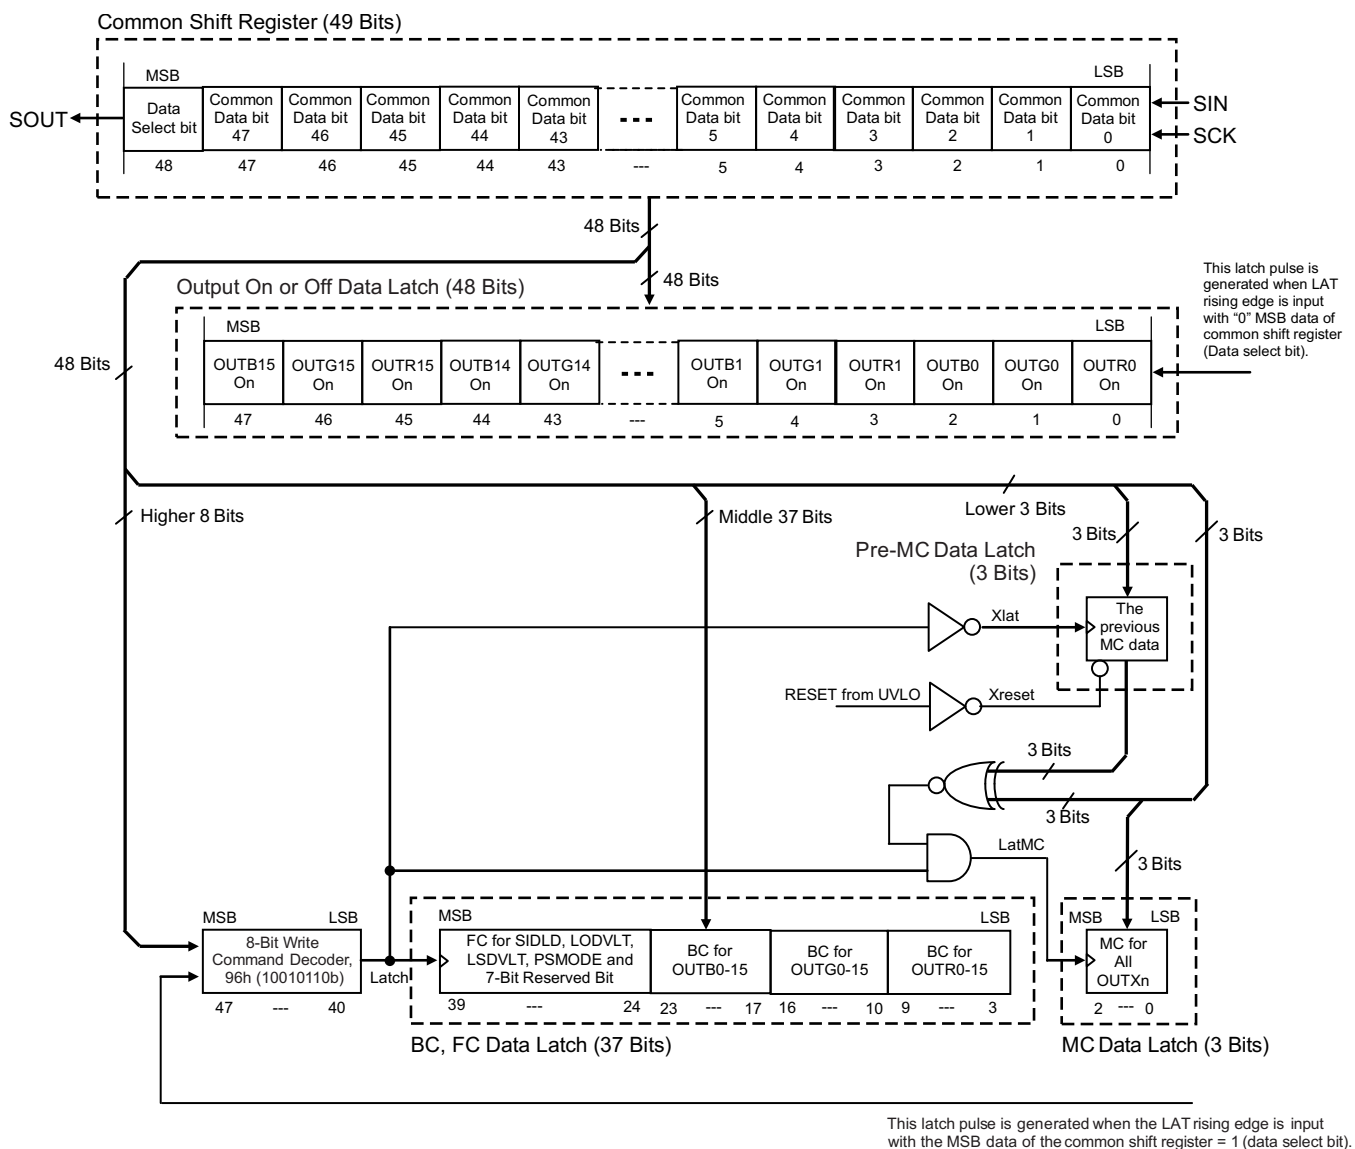 Common Shift Register (49 Bits)
MSB
LSB
SOUT
Data Select bit
Common Data bit 47
Common Data bit 46
Common Data bit 45
Common Data bit 44
Common Data bit 43
Common Data bit 5
Common Data bit 4
Common Data bit 3
Common Data bit 2
Common Data bit 1
Common Data bit 0
SIN
SCK
48 47 46 45 44 43 --- 5 4 3 2 1 0
48 Bits
48 Bits
Output On or Off Data Latch (48 Bits)
This latch pulse is
generated when LAT
rising edge is input
with “0” MSB data of
common shift register
(Data select bit).
MSB
LSB
48 Bits
OUTB15 On
OUTG15 On
OUTR15 On
OUTB14 On
OUTG14 On
OUTB1 On
OUTG1 On
OUTR1 On
OUTB0 On
OUTG0 On
OUTR0 On
47 46 45 44 43 --- 5 4 3 2 1 0
Higher 8 Bits
Middle 37 Bits
Lower 3 Bits
3 Bits
3 Bits
Pre-MC Data Latch
(3 Bits)
Xlat
The
previous
MC data
RESET from UVLO
Xreset
3 Bits
3 Bits
LatMC
3 Bits
MSB
LSB
8-Bit Write
Command Decoder,
96h (10010110b)
47 --- 40
Latch
MSB
LSB
FC for SIDLD, LODVLT,
LSDVLT, PSMODE and
7-Bit Reserved Bit
BC for
OUTB0-15
BC for
OUTG0-15
BC for
OUTR0-15
39 --- 24 23 --- 17 16 --- 10 9 --- 3
BC, FC Data Latch (37 Bits)
MSB
LSB
MC for
All
OUTXn
2 --- 0
MC Data Latch (3 Bits)
This latch pulse is generated when the LAT rising edge is input
with the MSB data of the common shift register = 1 (data select bit).